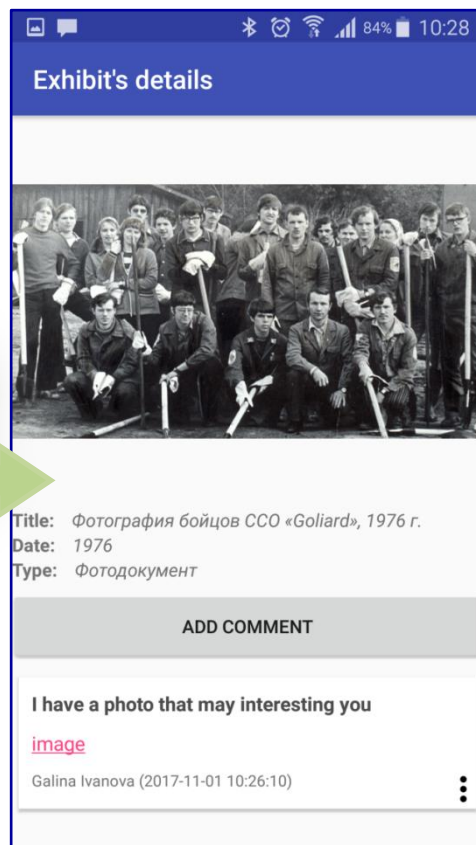 84% 10:28
Exhibit's details
Title: Фотография бойцов ССО «Goliard», 1976 г.
Date: 1976
Type: Фотодокумент
ADD COMMENT
I have a photo that may interesting you
image
Galina Ivanova (2017-11-01 10:26:10)